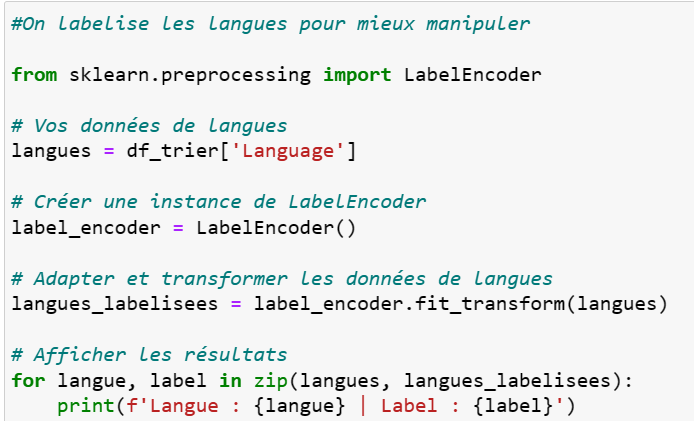 #On labelise les langues pour mieux manipuler
from sklearn.preprocessing import LabelEncoder
# Vos données de langues
langues = df_trier['Language']
# Créer une instance de LabelEncoder
label_encoder = LabelEncoder()
# Adapter et transformer les données de langues
langues_labelisees = label_encoder.fit_transform(langues)
# Afficher les résultats
for langue, label in zip(langues, langues_labelisees):
    print(f'Langue : {langue} | Label : {label}')